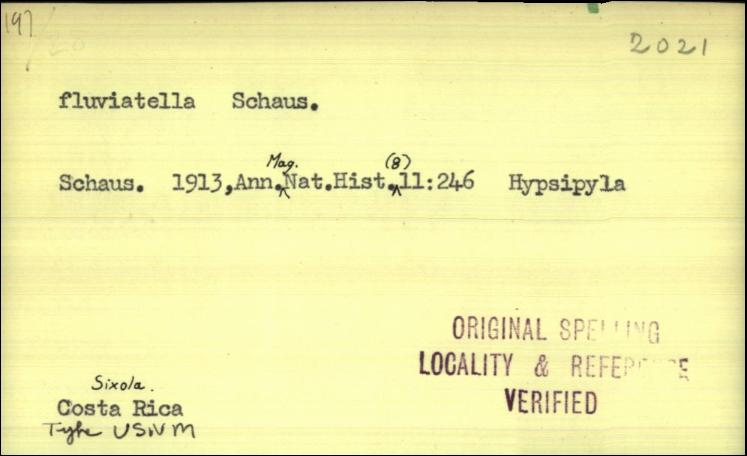 197
2021
fluviatella Schaus.
Schaus. 1913, Ann. Mag. Nat. Hist. (8) 11:246 Hypsipyla
ORIGINAL SPELLING
LOCALITY & REFERENCE
VERIFIED
Sixola.
Costa Rica
Type USNM